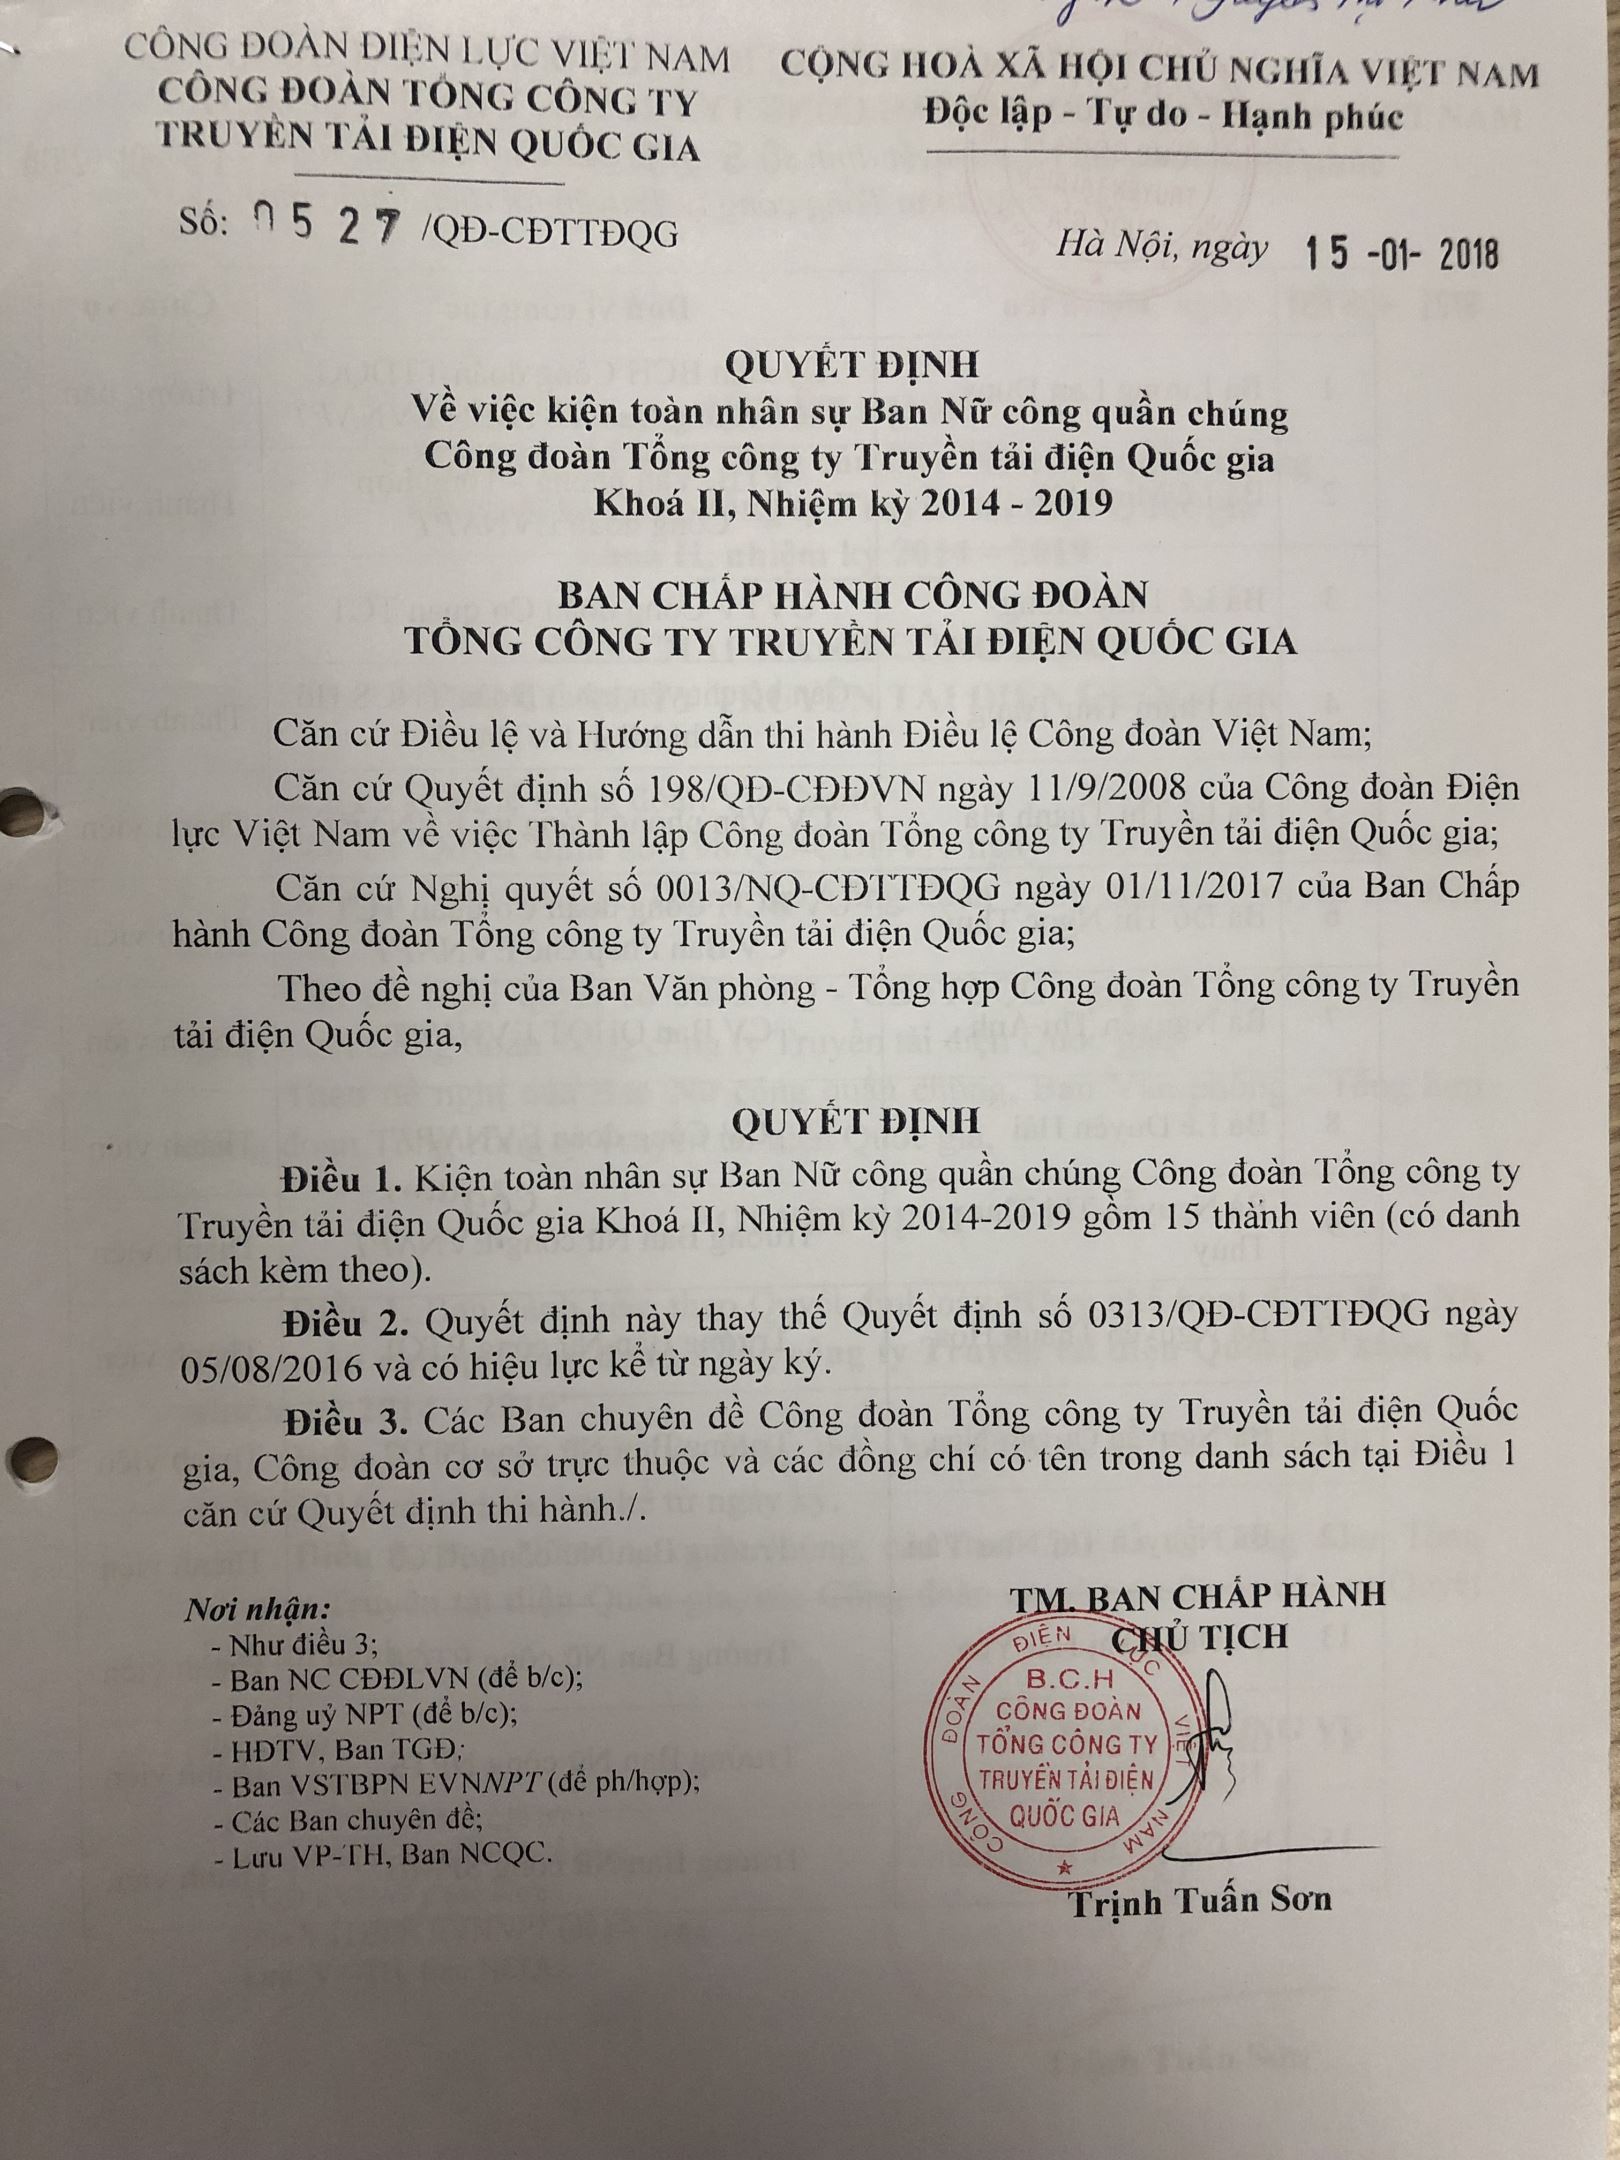 CÔNG ĐOÀN ĐIỆN LỰC VIỆT NAM
CÔNG ĐOÀN TỔNG CÔNG TY
TRUYỀN TẢI ĐIỆN QUỐC GIA
Số: 0527 /QĐ-CĐTTĐQG
CỘNG HOÀ XÃ HỘI CHỦ NGHĨA VIỆT NAM
Độc lập - Tự do - Hạnh phúc
Hà Nội, ngày 15 -01- 2018
QUYẾT ĐỊNH
Về việc kiện toàn nhân sự Ban Nữ công quần chúng
Công đoàn Tổng công ty Truyền tải điện Quốc gia
Khoá II, Nhiệm kỳ 2014 - 2019
BAN CHẤP HÀNH CÔNG ĐOÀN
TỔNG CÔNG TY TRUYỀN TẢI ĐIỆN QUỐC GIA
Căn cứ Điều lệ và Hướng dẫn thi hành Điều lệ Công đoàn Việt Nam;
Căn cứ Quyết định số 198/QĐ-CĐĐVN ngày 11/9/2008 của Công đoàn Điện
lực Việt Nam về việc Thành lập Công đoàn Tổng công ty Truyền tải điện Quốc gia;
Căn cứ Nghị quyết số 0013/NQ-CĐTTĐQG ngày 01/11/2017 của Ban Chấp
hành Công đoàn Tổng công ty Truyền tải điện Quốc gia;
Theo đề nghị của Ban Văn phòng - Tổng hợp Công đoàn Tổng công ty Truyền
tải điện Quốc gia,
QUYẾT ĐỊNH
Điều 1. Kiện toàn nhân sự Ban Nữ công quần chúng Công đoàn Tổng công ty
Truyền tải điện Quốc gia Khoá II, Nhiệm kỳ 2014-2019 gồm 15 thành viên (có danh
sách kèm theo).
Điều 2. Quyết định này thay thế Quyết định số 0313/QĐ-CĐTTĐQG ngày
05/08/2016 và có hiệu lực kể từ ngày ký.
Điều 3. Các Ban chuyên đề Công đoàn Tổng công ty Truyền tải điện Quốc
gia, Công đoàn cơ sở trực thuộc và các đồng chí có tên trong danh sách tại Điều 1
căn cứ Quyết định thi hành./.
Nơi nhận:
- Như điều 3;
- Ban NC CĐĐLVN (để b/c);
- Đảng uỷ NPT (để b/c);
- HĐTV, Ban TGĐ;
- Ban VSTBPN EVNNPT (để ph/hợp);
- Các Ban chuyên đề;
- Lưu VP-TH, Ban NCQC.
TM. BAN CHẤP HÀNH
CHỦ TỊCH
CÔNG ĐOÀN ĐIỆN LỰC VIỆT NAM
B.C.H
CÔNG ĐOÀN
TỔNG CÔNG TY
TRUYỀN TẢI ĐIỆN
QUỐC GIA
Trịnh Tuấn Sơn